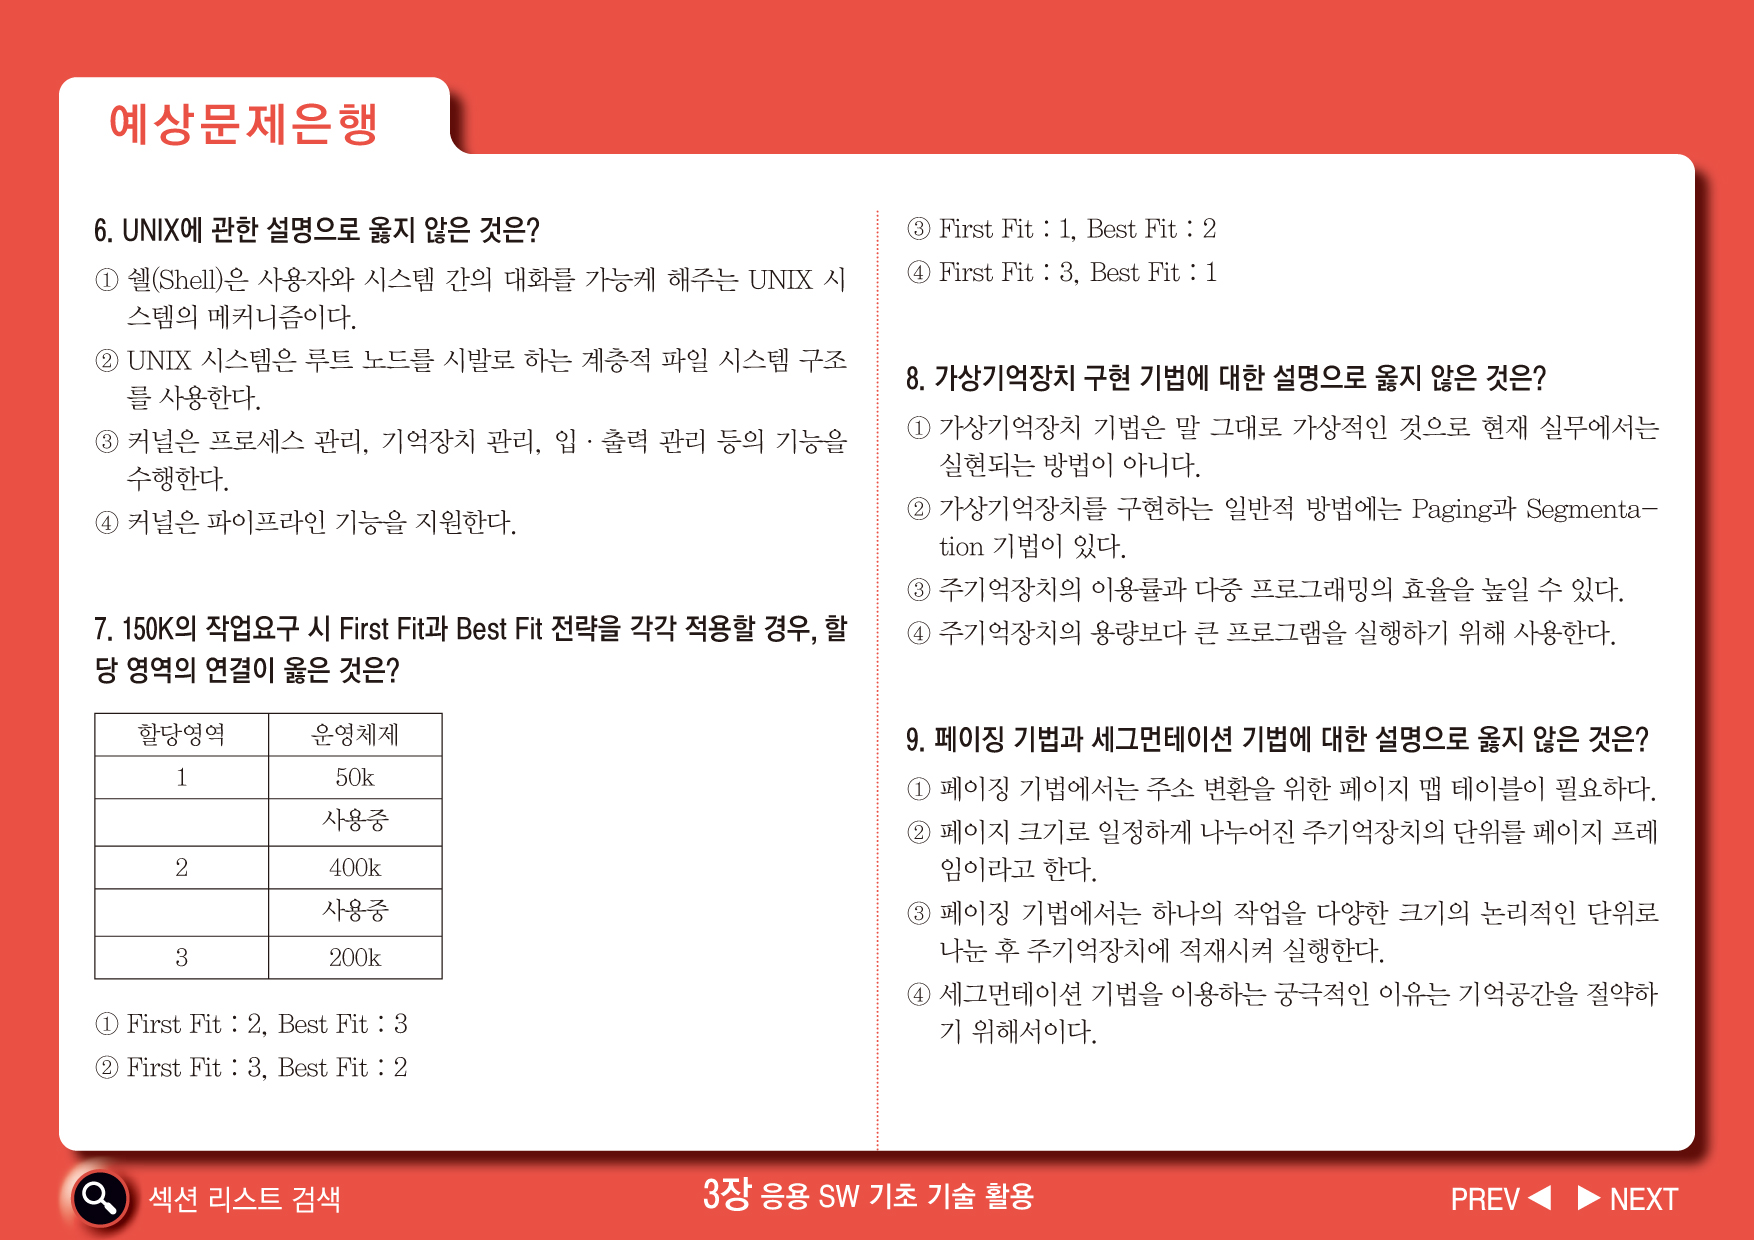 예상문제은행
6. UNIX에 관한 설명으로 옳지 않은 것은?
① 쉘(Shell)은 사용자와 시스템 간의 대화를 가능케 해주는 UNIX 시
스템의 메커니즘이다.
② UNIX 시스템은 루트 노드를 시발로 하는 계층적 파일 시스템 구조
를 사용한다.
③ 커널은 프로세스 관리, 기억장치 관리, 입·출력 관리 등의 기능을
수행한다.
④ 커널은 파이프라인 기능을 지원한다.
7. 150K의 작업요구 시 First Fit과 Best Fit 전략을 각각 적용할 경우, 할
당 영역의 연결이 옳은 것은?
할당영역 운영체제
1 50k
사용중
2 400k
사용중
3 200k
① First Fit : 2, Best Fit : 3
② First Fit : 3, Best Fit : 2
③ First Fit : 1, Best Fit : 2
④ First Fit : 3, Best Fit : 1
8. 가상기억장치 구현 기법에 대한 설명으로 옳지 않은 것은?
① 가상기억장치 기법은 말 그대로 가상적인 것으로 현재 실무에서는
실현되는 방법이 아니다.
② 가상기억장치를 구현하는 일반적 방법에는 Paging과 Segmenta-
tion 기법이 있다.
③ 주기억장치의 이용률과 다중 프로그래밍의 효율을 높일 수 있다.
④ 주기억장치의 용량보다 큰 프로그램을 실행하기 위해 사용한다.
9. 페이징 기법과 세그먼테이션 기법에 대한 설명으로 옳지 않은 것은?
① 페이징 기법에서는 주소 변환을 위한 페이지 맵 테이블이 필요하다.
② 페이지 크기로 일정하게 나누어진 주기억장치의 단위를 페이지 프레
임이라고 한다.
③ 페이징 기법에서는 하나의 작업을 다양한 크기의 논리적인 단위로
나눈 후 주기억장치에 적재시켜 실행한다.
④ 세그먼테이션 기법을 이용하는 궁극적인 이유는 기억공간을 절약하
기 위해서이다.
섹션 리스트 검색
3장 응용 SW 기초 기술 활용
PREV ◀ ▶ NEXT